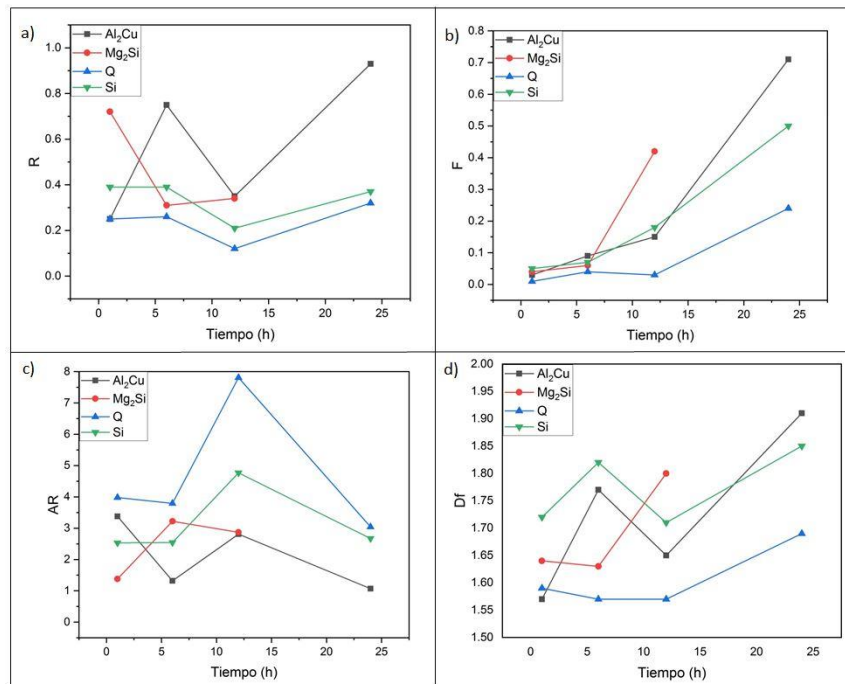 a)
Al₂Cu
Mg₂Si
Q
Si
1.0
0.8
0.6
0.4
0.2
0.0
R
0 5 10 15 20 25
Tiempo (h)
b)
Al₂Cu
Mg₂Si
Q
Si
0.8
0.7
0.6
0.5
0.4
0.3
0.2
0.1
0.0
F
0 5 10 15 20 25
Tiempo (h)
c)
Al₂Cu
Mg₂Si
Q
Si
8
7
6
5
4
3
2
1
0
AR
0 5 10 15 20 25
Tiempo (h)
d)
Al₂Cu
Mg₂Si
Q
Si
2.00
1.95
1.90
1.85
1.80
1.75
1.70
1.65
1.60
1.55
1.50
Df
0 5 10 15 20 25
Tiempo (h)